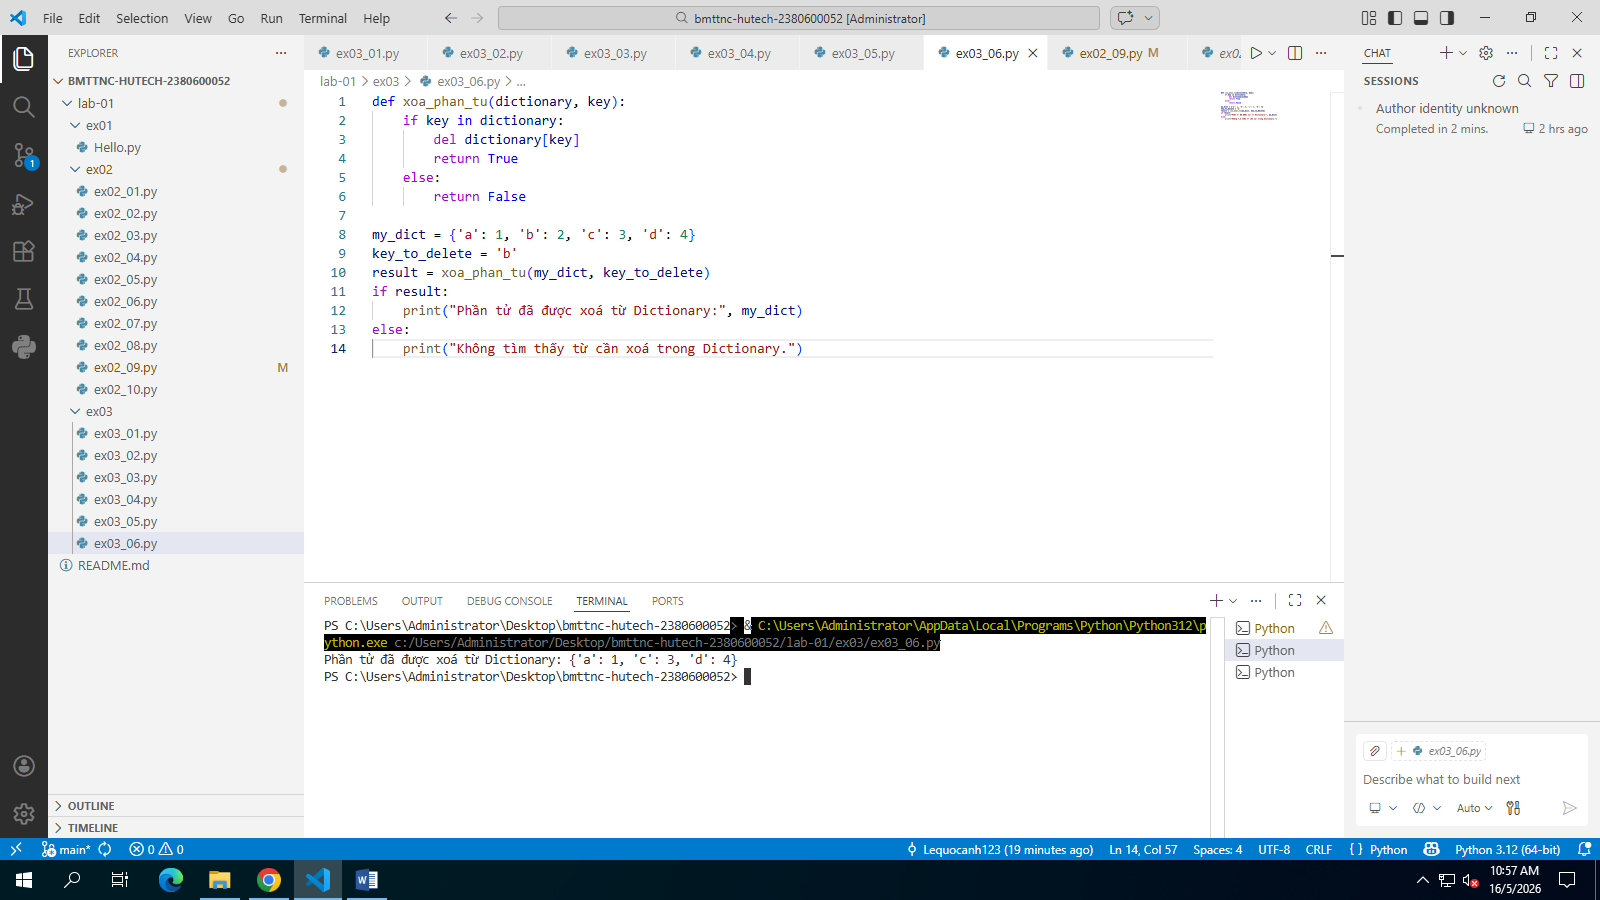 File Edit Selection View Go Run Terminal Help
bmttnc-hutech-2380600052 [Administrator]
EXPLORER
BMTTNC-HUTECH-2380600052
lab-01
ex01
Hello.py
ex02
ex02_01.py
ex02_02.py
ex02_03.py
ex02_04.py
ex02_05.py
ex02_06.py
ex02_07.py
ex02_08.py
ex02_09.py M
ex02_10.py
ex03
ex03_01.py
ex03_02.py
ex03_03.py
ex03_04.py
ex03_05.py
ex03_06.py
README.md
OUTLINE
TIMELINE
1
ex03_01.py ex03_02.py ex03_03.py ex03_04.py ex03_05.py ex03_06.py ex02_09.py M
lab-01 > ex03 > ex03_06.py > ...
1 def xoa_phan_tu(dictionary, key):
2 if key in dictionary:
3 del dictionary[key]
4 return True
5 else:
6 return False
7
8 my_dict = {'a': 1, 'b': 2, 'c': 3, 'd': 4}
9 key_to_delete = 'b'
10 result = xoa_phan_tu(my_dict, key_to_delete)
11 if result:
12 print("Phần tử đã được xoá từ Dictionary:", my_dict)
13 else:
14 print("Không tìm thấy từ cần xoá trong Dictionary.")
PROBLEMS OUTPUT DEBUG CONSOLE TERMINAL PORTS
PS C:\Users\Administrator\Desktop\bmttnc-hutech-2380600052> & C:\Users\Administrator\AppData\Local\Programs\Python\Python312\p
ython.exe c:/Users/Administrator/Desktop/bmttnc-hutech-2380600052/lab-01/ex03/ex03_06.py
Phần tử đã được xoá từ Dictionary: {'a': 1, 'c': 3, 'd': 4}
PS C:\Users\Administrator\Desktop\bmttnc-hutech-2380600052>
Python
Python
Python
CHAT
SESSIONS
Author identity unknown
Completed in 2 mins. 2 hrs ago
ex03_06.py
Describe what to build next
Auto
main* 0 0 Lequocanh123 (19 minutes ago) Ln 14, Col 57 Spaces: 4 UTF-8 CRLF { } Python Python 3.12 (64-bit)
10:57 AM
16/5/2026